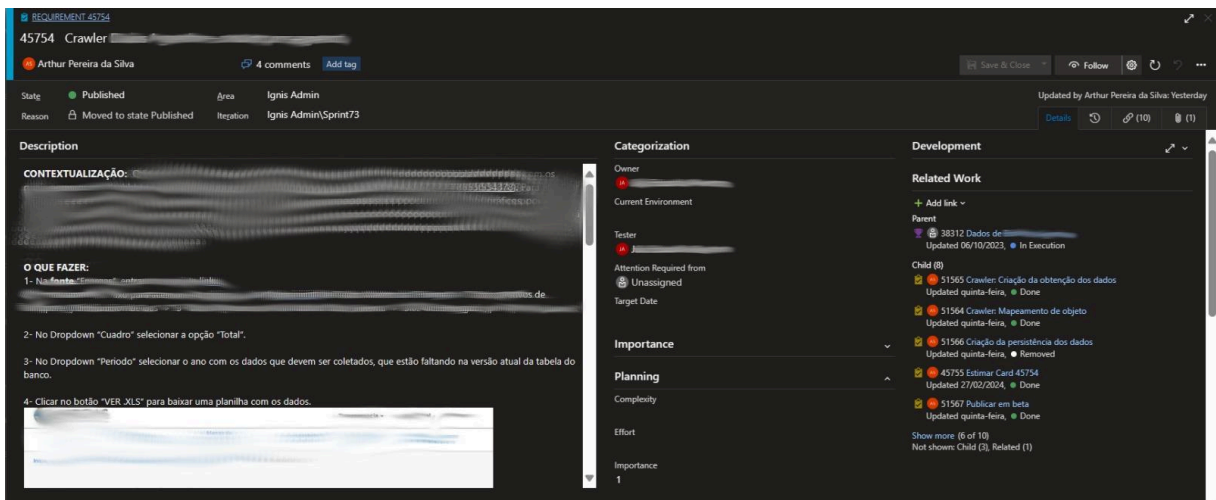 REQUIREMENT 45754
45754 Crawler
Arthur Pereira da Silva
4 comments
Add tag
Save & Close
Follow
State
Published
Area
Ignis Admin
Updated by Arthur Pereira da Silva: Yesterday
Reason
Moved to state Published
Iteration
Ignis Admin\Sprint73
Details
(10)
(1)
Description
CONTEXTUALIZAÇÃO:
O QUE FAZER:
1- Na fonte
de
2- No Dropdown "Cuadro" selecionar a opção "Total".
3- No Dropdown "Periodo" selecionar o ano com os dados que devem ser coletados, que estão faltando na versão atual da tabela do
banco.
4- Clicar no botão "VER .XLS" para baixar uma planilha com os dados.
Categorization
Owner
Current Environment
Tester
Attention Required from
Unassigned
Target Date
Importance
Planning
Complexity
Effort
Importance
1
Development
Related Work
Add link
Parent
38312 Dados de
Updated 06/10/2023, In Execution
Child (8)
51565 Crawler: Criação da obtenção dos dados
Updated quinta-feira, Done
51564 Crawler: Mapeamento de objeto
Updated quinta-feira, Done
51566 Criação da persistência dos dados
Updated quinta-feira, Removed
45755 Estimar Card 45754
Updated 27/02/2024, Done
51567 Publicar em beta
Updated quinta-feira, Done
Show more (6 of 10)
Not shown: Child (3), Related (1)